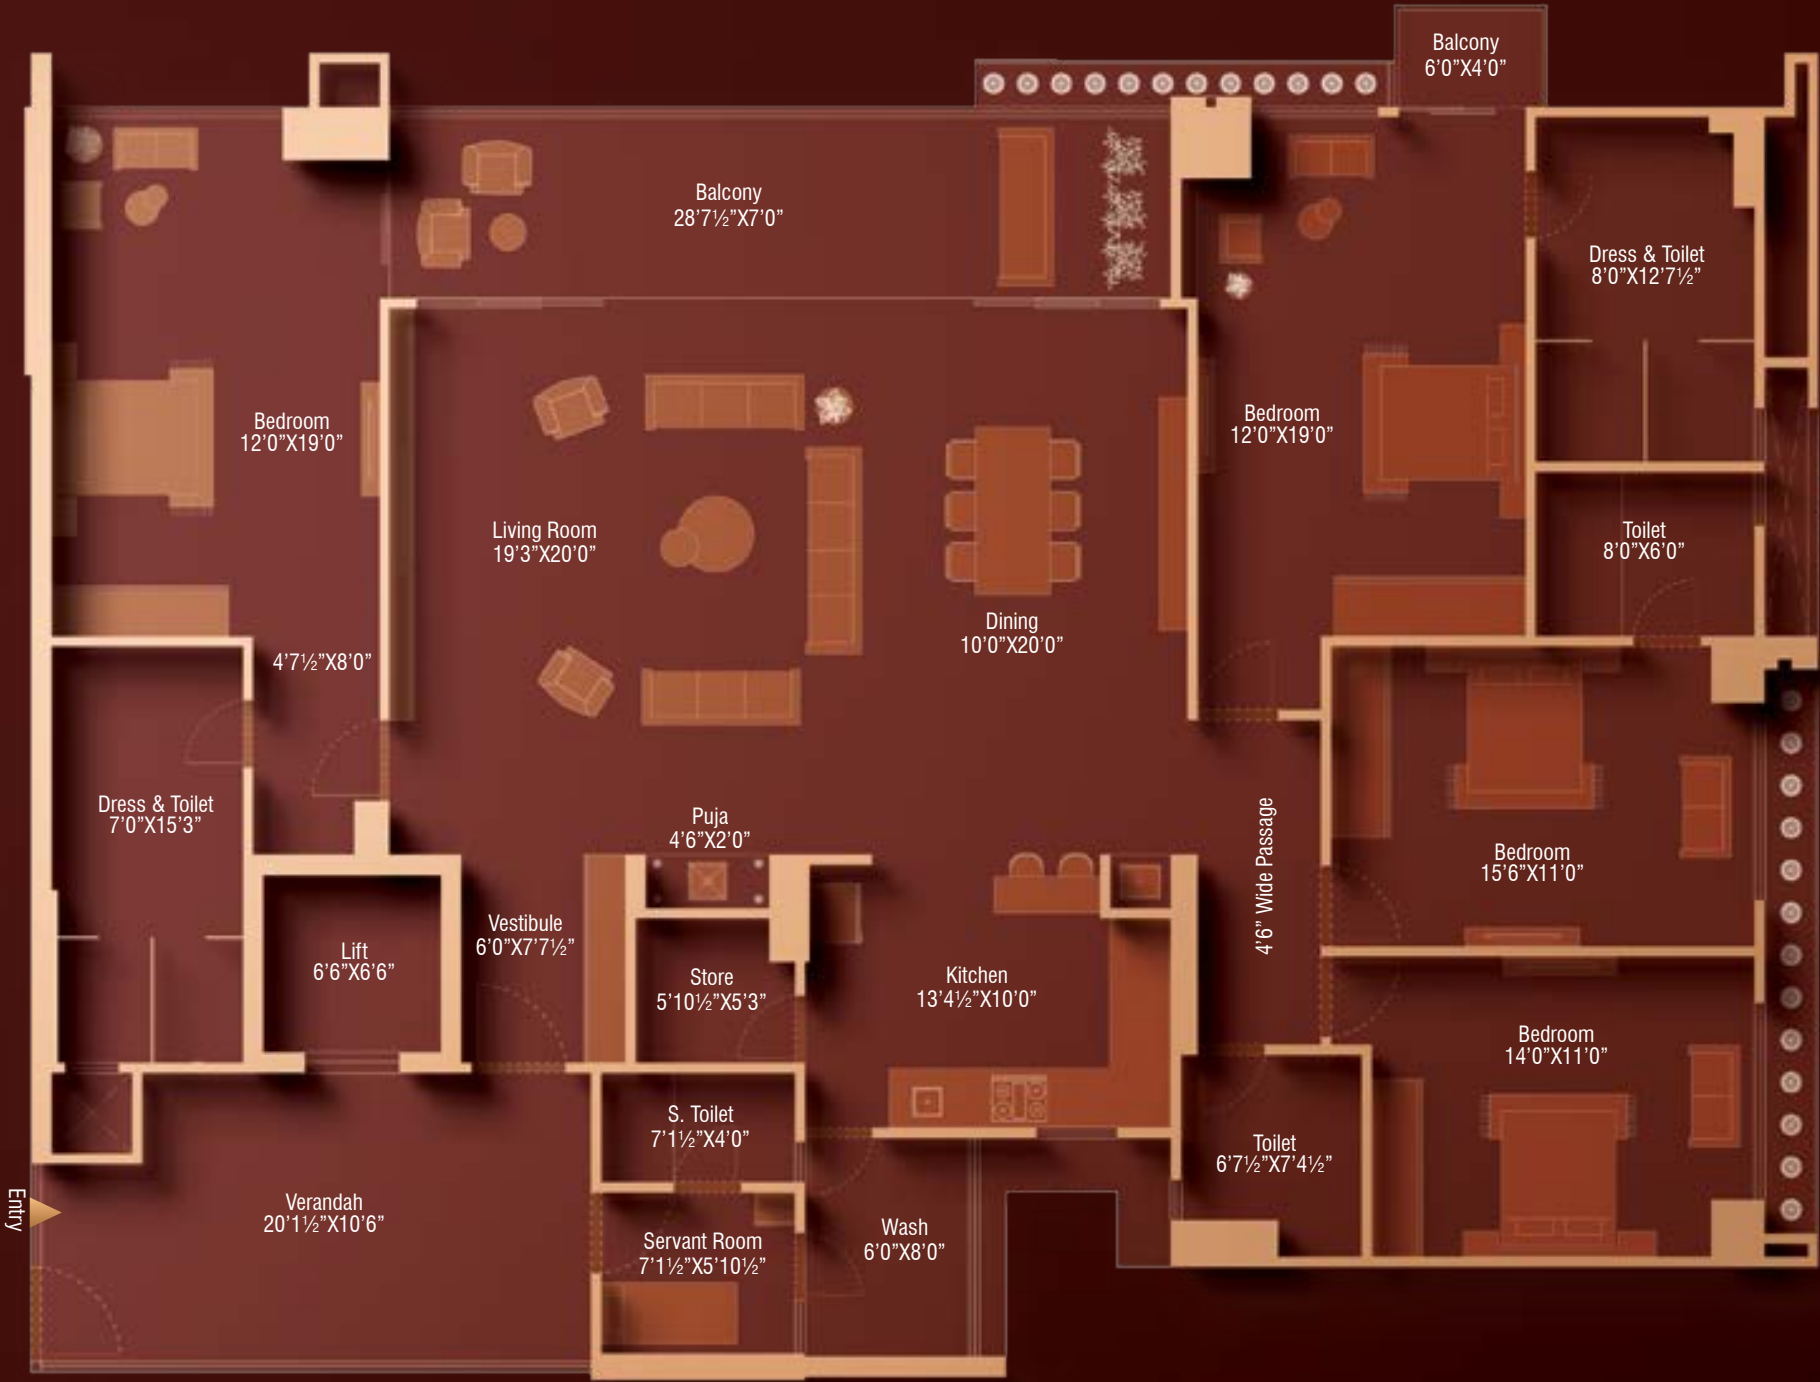 Balcony
6'0"X4'0"
Balcony
28'7½"X7'0"
Dress & Toilet
8'0"X12'7½"
Bedroom
12'0"X19'0"
Bedroom
12'0"X19'0"
Living Room
19'3"X20'0"
Toilet
8'0"X6'0"
Dining
10'0"X20'0"
4'7½"X8'0"
Dress & Toilet
7'0"X15'3"
Puja
4'6"X2'0"
4'6" Wide Passage
Bedroom
15'6"X11'0"
Vestibule
6'0"X7'7½"
Lift
6'6"X6'6"
Store
5'10½"X5'3"
Kitchen
13'4½"X10'0"
Bedroom
14'0"X11'0"
S. Toilet
7'1½"X4'0"
Toilet
6'7½"X7'4½"
Entry
Verandah
20'1½"X10'6"
Servant Room
7'1½"X5'10½"
Wash
6'0"X8'0"